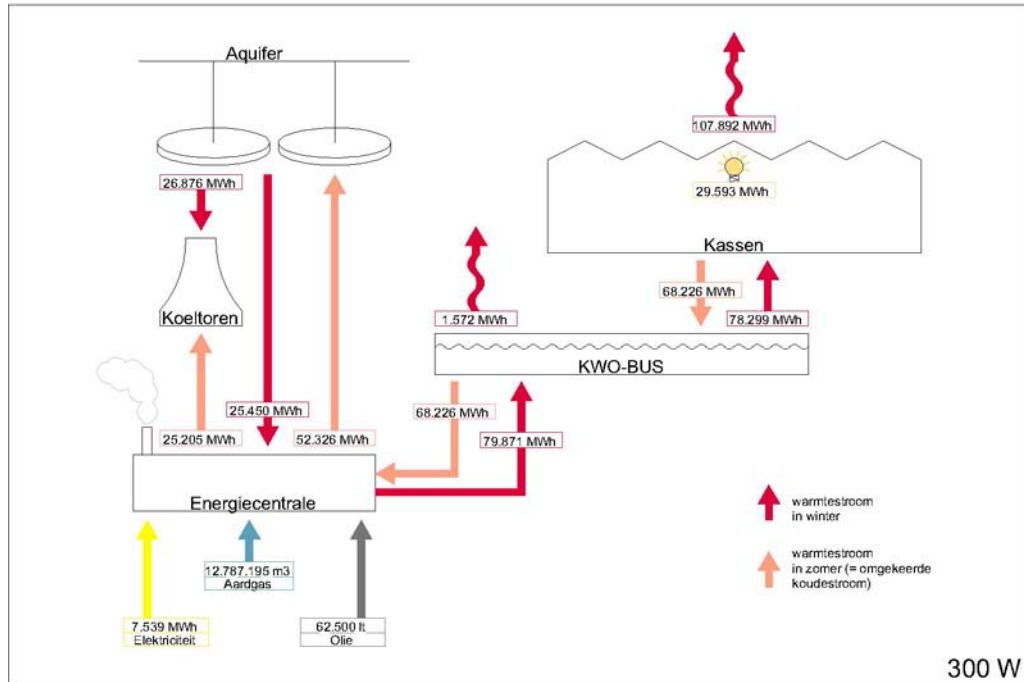 Aquifer
107.892 MWh
26.876 MWh
29.593 MWh
Kassen
68.226 MWh
Koeltoren
1.572 MWh
78.299 MWh
KWO-BUS
25.450 MWh
68.226 MWh
25.205 MWh
52.326 MWh
79.871 MWh
Energiecentrale
warmtestroom
in winter
warmtestroom
in zomer (= omgekeerde
koudestroom)
12.787.195 m3
Aardgas
7.539 MWh
Elektriciteit
62.500 lt
Olie
300 W